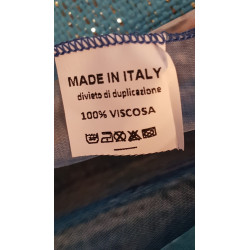 MADE IN ITALY
divieto di duplicazione
100% VISCOSA